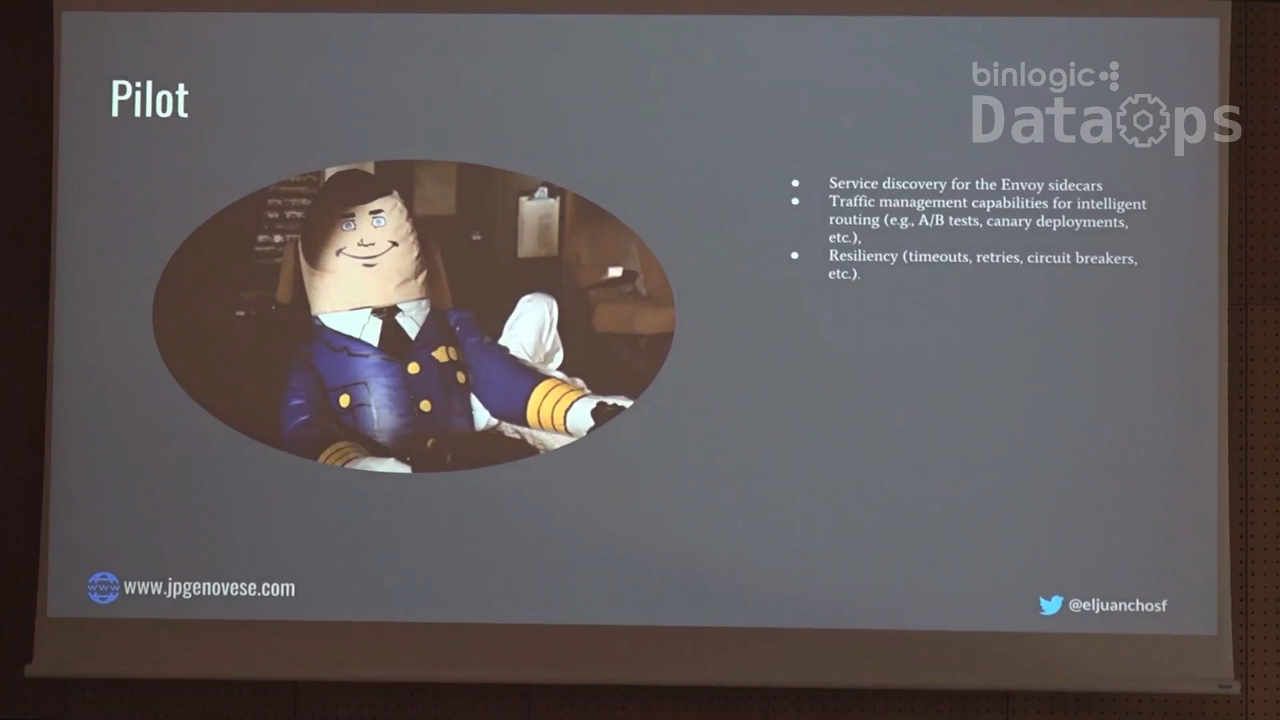 Pilot
binlogic
DataOps
● Service discovery for the Envoy sidecars
● Traffic management capabilities for intelligent
routing (e.g., A/B tests, canary deployments,
etc.),
● Resiliency (timeouts, retries, circuit breakers,
etc.).
www.jpgenovese.com
@eljuanchosf